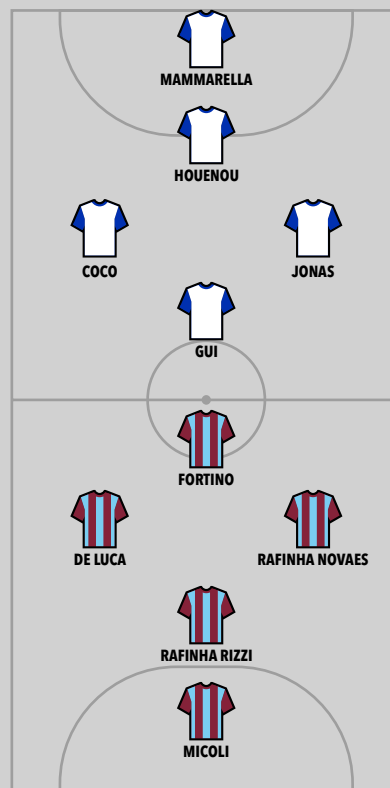 MAMMARELLA
HOUENOU
COCO
JONAS
GUI
FORTINO
DE LUCA
RAFINHA NOVAES
RAFINHA RIZZI
MICOLI